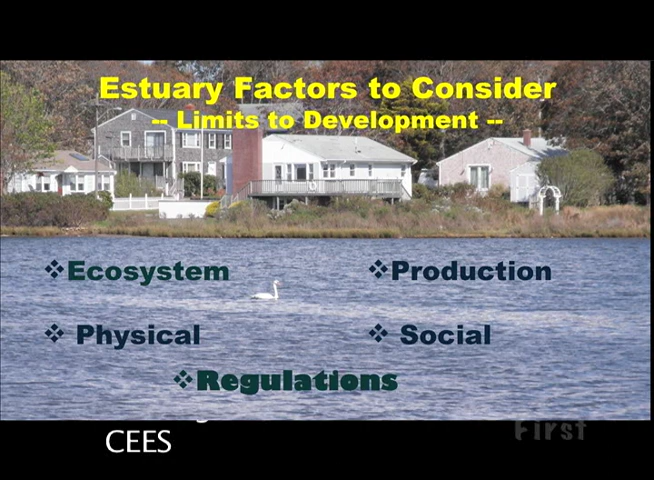 Estuary Factors to Consider
-- Limits to Development --
❖Ecosystem ❖Production
❖ Physical ❖ Social
❖Regulations
First
CEES